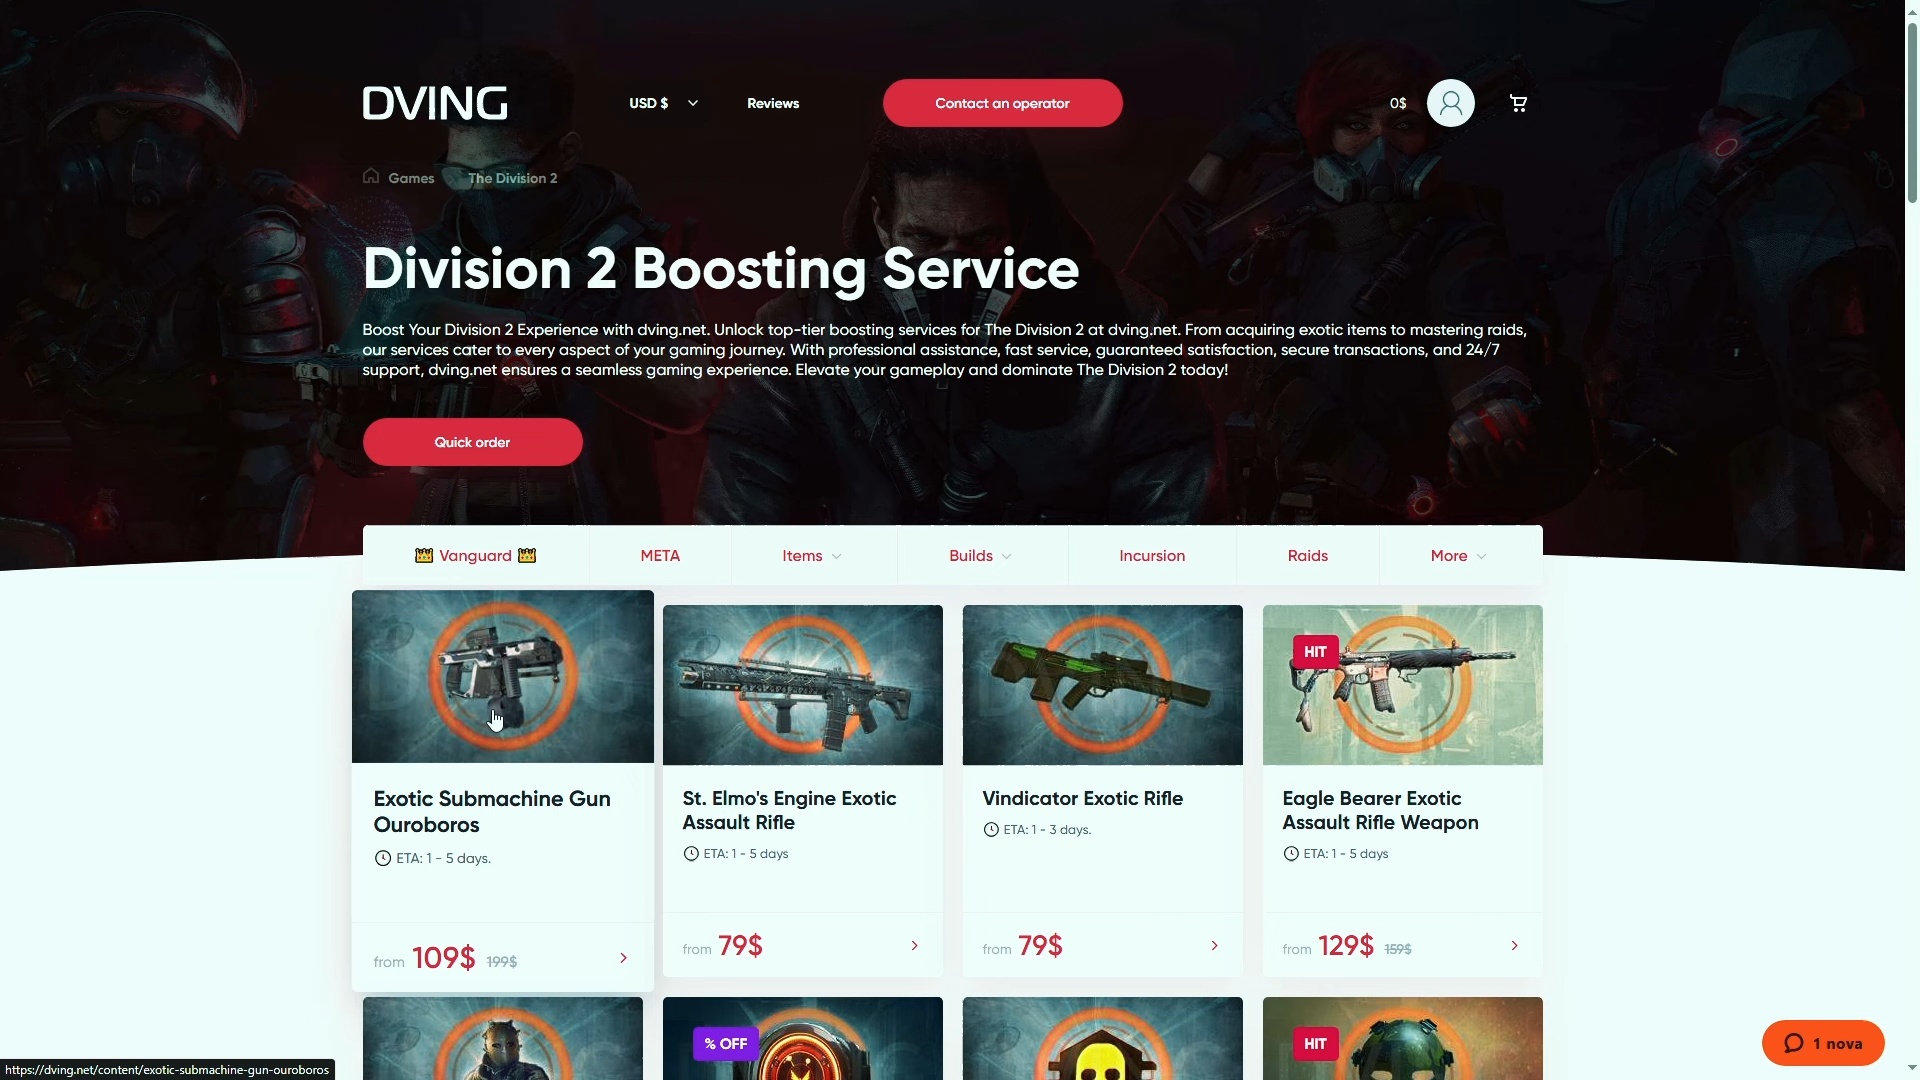 DVING
USD $
Reviews
Contact an operator
0$
Games
The Division 2
Division 2 Boosting Service
Boost Your Division 2 Experience with dving.net. Unlock top-tier boosting services for The Division 2 at dving.net. From acquiring exotic items to mastering raids,
our services cater to every aspect of your gaming journey. With professional assistance, fast service, guaranteed satisfaction, secure transactions, and 24/7
support, dving.net ensures a seamless gaming experience. Elevate your gameplay and dominate The Division 2 today!
Quick order
Vanguard
META
Items
Builds
Incursion
Raids
More
Exotic Submachine Gun
Ouroboros
ETA: 1 - 5 days.
from 109$ 199$
St. Elmo's Engine Exotic
Assault Rifle
ETA: 1 - 5 days
from 79$
Vindicator Exotic Rifle
ETA: 1 - 3 days.
from 79$
HIT
Eagle Bearer Exotic
Assault Rifle Weapon
ETA: 1 - 5 days
from 129$ 159$
% OFF
HIT
1 nova
https://dving.net/content/exotic-submachine-gun-ouroboros